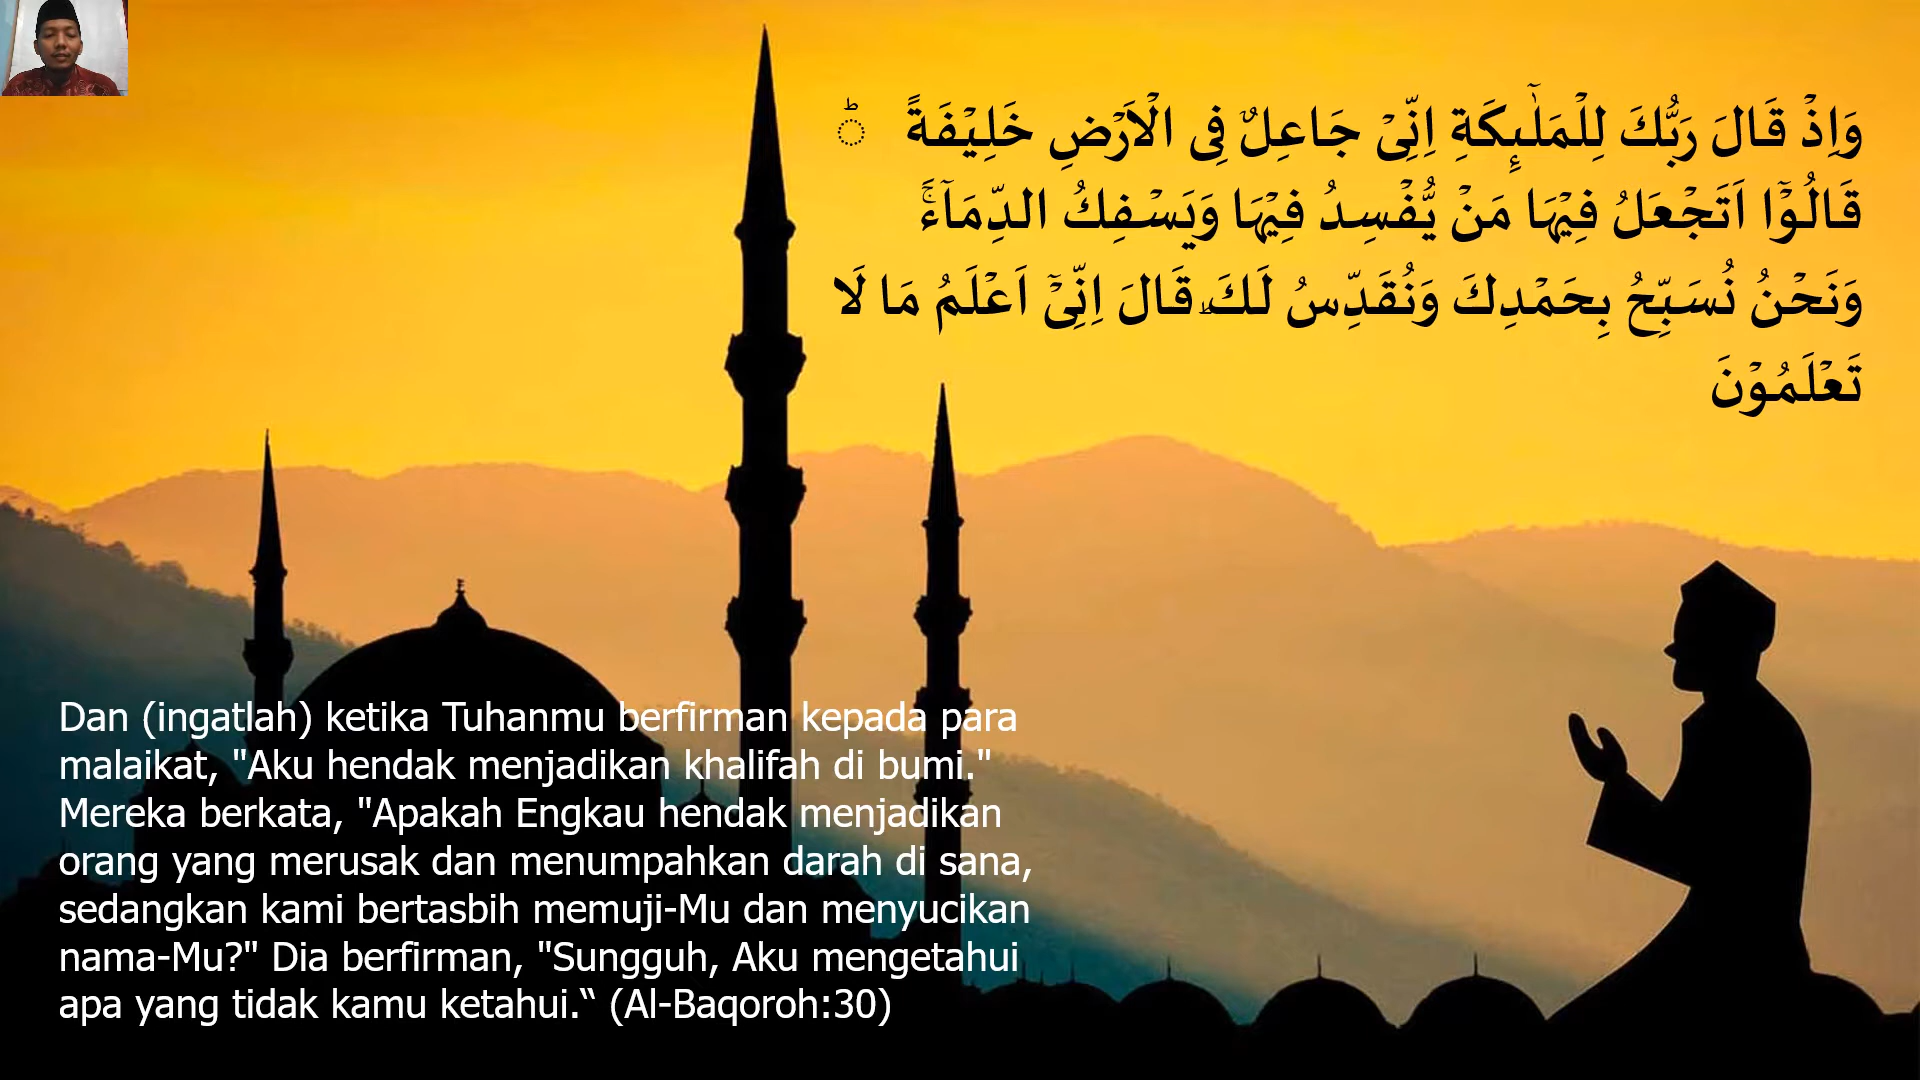 وَاِذْ قَالَ رَبُّكَ لِلْمَلٰۤىِٕكَةِ اِنِّيْ جَاعِلٌ فِى الْاَرْضِ خَلِيْفَةً ۗ
قَالُوْٓا اَتَجْعَلُ فِيْهَا مَنْ يُّفْسِدُ فِيْهَا وَيَسْفِكُ الدِّمَاۤءَۚ
وَنَحْنُ نُسَبِّحُ بِحَمْدِكَ وَنُقَدِّسُ لَكَۗ قَالَ اِنِّيْٓ اَعْلَمُ مَا لَا
تَعْلَمُوْنَ
Dan (ingatlah) ketika Tuhanmu berfirman kepada para
malaikat, "Aku hendak menjadikan khalifah di bumi."
Mereka berkata, "Apakah Engkau hendak menjadikan
orang yang merusak dan menumpahkan darah di sana,
sedangkan kami bertasbih memuji-Mu dan menyucikan
nama-Mu?" Dia berfirman, "Sungguh, Aku mengetahui
apa yang tidak kamu ketahui.“ (Al-Baqoroh:30)